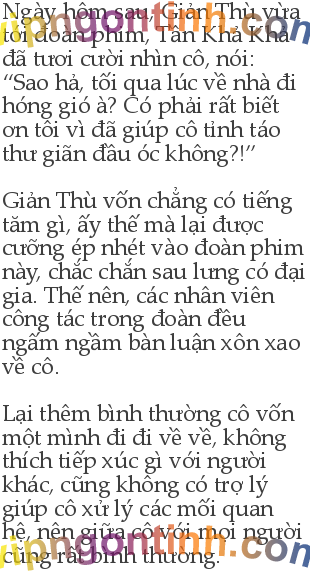 Ngày hôm sau, Giản Thù vừa
tới đoàn phim, Tần Kha Kha
đã tươi cười nhìn cô, nói:
“Sao hả, tối qua lúc về nhà đi
hóng gió à? Có phải rất biết
ơn tôi vì đã giúp cô tỉnh táo
thư giãn đầu óc không?!”
Giản Thù vốn chẳng có tiếng
tăm gì, ấy thế mà lại được
cưỡng ép nhét vào đoàn phim
này, chắc chắn sau lưng có đại
gia. Thế nên, các nhân viên
công tác trong đoàn đều
ngấm ngầm bàn luận xôn xao
về cô.
Lại thêm bình thường cô vốn
một mình đi đi về về, không
thích tiếp xúc gì với người
khác, cũng không có trợ lý
giúp cô xử lý các mối quan
hệ, nên giữa cô với mọi người
cũng rất bình thường.
vipngontinh.com
vipngontinh.com